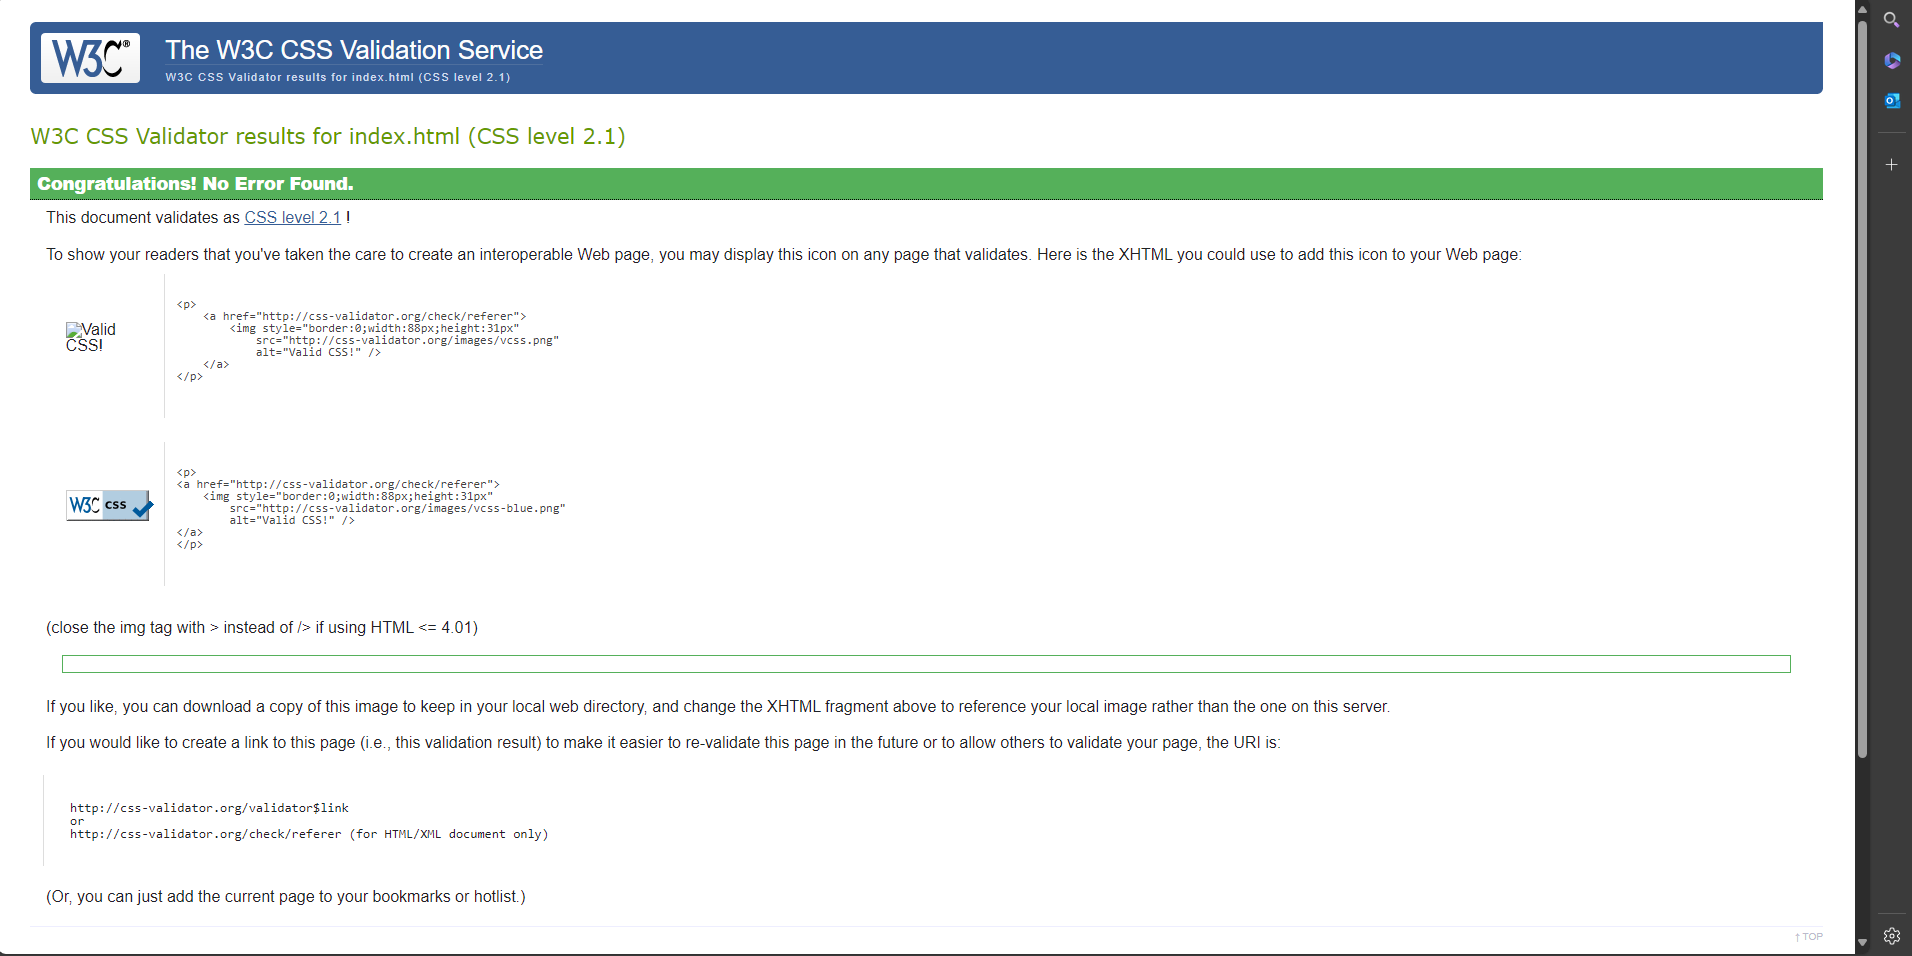 W3C®
The W3C CSS Validation Service
W3C CSS Validator results for index.html (CSS level 2.1)
W3C CSS Validator results for index.html (CSS level 2.1)
Congratulations! No Error Found.
This document validates as CSS level 2.1 !
To show your readers that you've taken the care to create an interoperable Web page, you may display this icon on any page that validates. Here is the XHTML you could use to add this icon to your Web page:
Valid
CSS!
<p>
<a href="http://css-validator.org/check/referer">
<img style="border:0;width:88px;height:31px"
src="http://css-validator.org/images/vcss.png"
alt="Valid CSS!" />
</a>
</p>
W3C css
<p>
<a href="http://css-validator.org/check/referer">
<img style="border:0;width:88px;height:31px"
src="http://css-validator.org/images/vcss-blue.png"
alt="Valid CSS!" />
</a>
</p>
(close the img tag with > instead of /> if using HTML <= 4.01)
If you like, you can download a copy of this image to keep in your local web directory, and change the XHTML fragment above to reference your local image rather than the one on this server.
If you would like to create a link to this page (i.e., this validation result) to make it easier to re-validate this page in the future or to allow others to validate your page, the URI is:
http://css-validator.org/validator$link
or
http://css-validator.org/check/referer (for HTML/XML document only)
(Or, you can just add the current page to your bookmarks or hotlist.)
↑ TOP